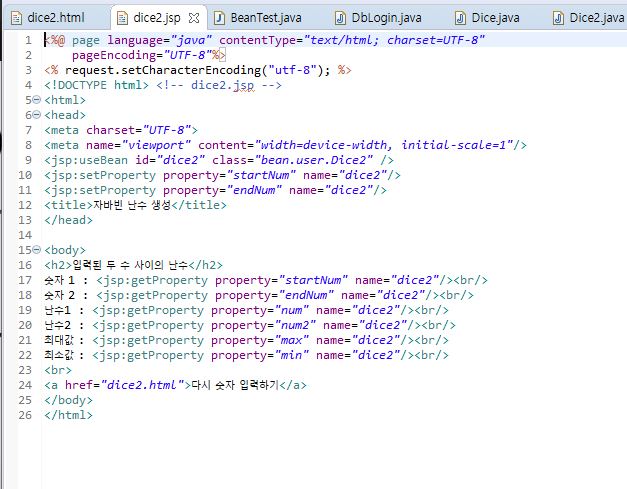 dice2.html dice2.jsp BeanTest.java DbLogin.java Dice.java Dice2.java
1 <%@ page language="java" contentType="text/html; charset=UTF-8"
2     pageEncoding="UTF-8"%>
3 <% request.setCharacterEncoding("utf-8"); %>
4 <!DOCTYPE html> <!-- dice2.jsp -->
5 <html>
6 <head>
7 <meta charset="UTF-8">
8 <meta name="viewport" content="width=device-width, initial-scale=1"/>
9 <jsp:useBean id="dice2" class="bean.user.Dice2" />
10 <jsp:setProperty property="startNum" name="dice2"/>
11 <jsp:setProperty property="endNum" name="dice2"/>
12 <title>자바빈 난수 생성</title>
13 </head>
14
15 <body>
16 <h2>입력된 두 수 사이의 난수</h2>
17 숫자 1 : <jsp:getProperty property="startNum" name="dice2"/><br/>
18 숫자 2 : <jsp:getProperty property="endNum" name="dice2"/><br/>
19 난수1 : <jsp:getProperty property="num" name="dice2"/><br/>
20 난수2 : <jsp:getProperty property="num2" name="dice2"/><br/>
21 최대값 : <jsp:getProperty property="max" name="dice2"/><br/>
22 최소값 : <jsp:getProperty property="min" name="dice2"/><br/>
23 <br>
24 <a href="dice2.html">다시 숫자 입력하기</a>
25 </body>
26 </html>